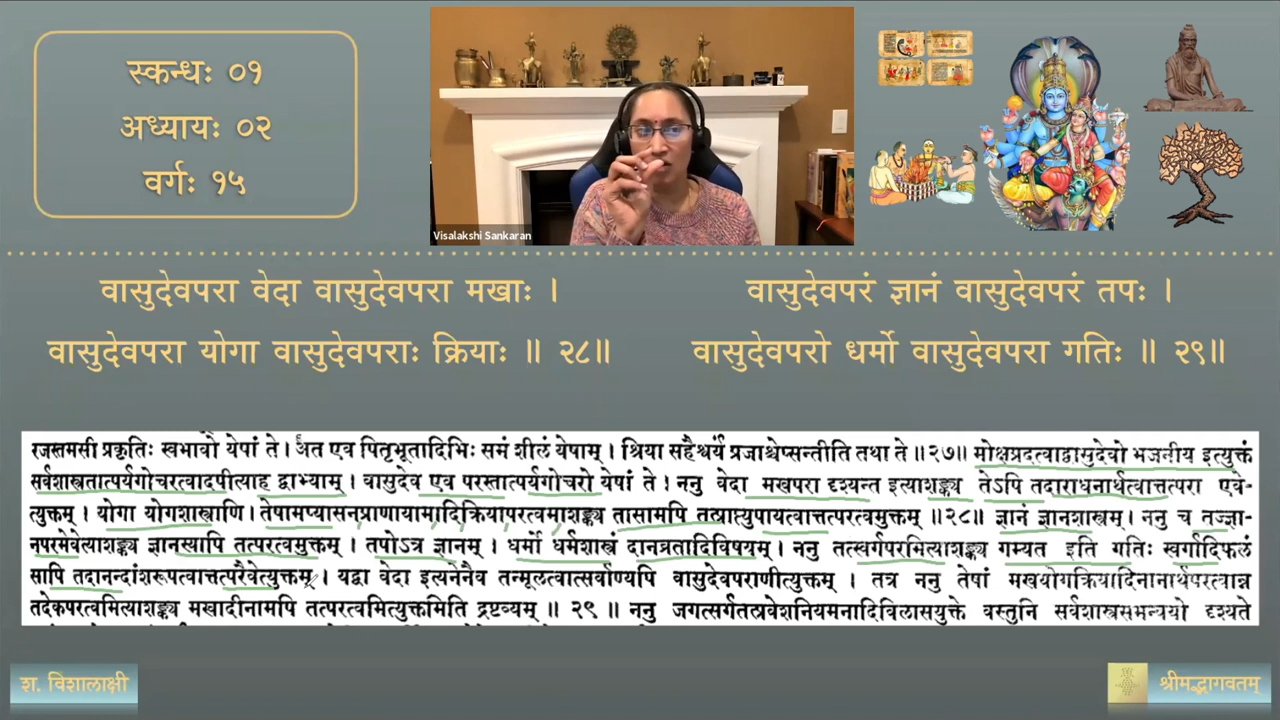 स्कन्धः ०१
अध्यायः ०२
वर्गः १५
Visalakshi Sankaran
वासुदेवपरा वेदा वासुदेवपरा मखाः ।
वासुदेवपरा योगा वासुदेवपराः क्रियाः ॥ २८॥
वासुदेवपरं ज्ञानं वासुदेवपरं तपः ।
वासुदेवपरो धर्मो वासुदेवपरा गतिः ॥ २९॥
रजस्तमसी प्रकृतिः स्वभावो येषां ते । अत एव पितृभूतादिभिः समं शीलं येषाम् । श्रिया सहैश्वर्यं प्रजाश्चेप्सन्तीति तथा ते ॥२७॥ मोक्षप्रदत्वाद्वासुदेवो भजनीय इत्युक्तं
सर्वशास्त्रतात्पर्यगोचरत्वादपीत्याह द्वाभ्याम् । वासुदेव एव परस्तात्पर्यगोचरो येषां ते । ननु वेदा मखपरा दृश्यन्त इत्याशङ्क्य तेऽपि तदाराधनार्थत्वात्तत्परा एवे-
त्युक्तम् । योगा योगशास्त्राणि । तेषामप्यासनप्राणायामादिक्रियापरत्वमाशङ्क्य तासामपि तत्प्राप्त्युपायत्वात्तत्परत्वमुक्तम् ॥२८॥ ज्ञानं ज्ञानशास्त्रम् । ननु च तज्ज्ञा-
नपरमेवेत्याशङ्क्य ज्ञानस्यापि तत्परत्वमुक्तम् । तपोऽत्र ज्ञानम् । धर्मो धर्मशास्त्रं दानव्रतादिविषयम् । ननु तत्स्वर्गपरमित्याशङ्क्य गम्यत इति गतिः स्वर्गादिफलं
सापि तदानन्दांशरूपत्वात्तत्परैवेत्युक्तम् । यद्वा वेदा इत्यनेनैव तन्मूलत्वात्सर्वाण्यपि वासुदेवपराणीत्युक्तम् । तत्र ननु तेषां मखयोगक्रियादिनानार्थपरत्वान्न
तदेकपरत्वमित्याशङ्क्य मखादीनामपि तत्परत्वमित्युक्तमिति द्रष्टव्यम् ॥ २९ ॥ ननु जगत्सर्गतत्प्रवेशनियमनादिविलासयुक्ते वस्तुनि सर्वशास्त्रसमन्वयो दृश्यते
श. विशालाक्षी
श्रीमद्भागवतम्